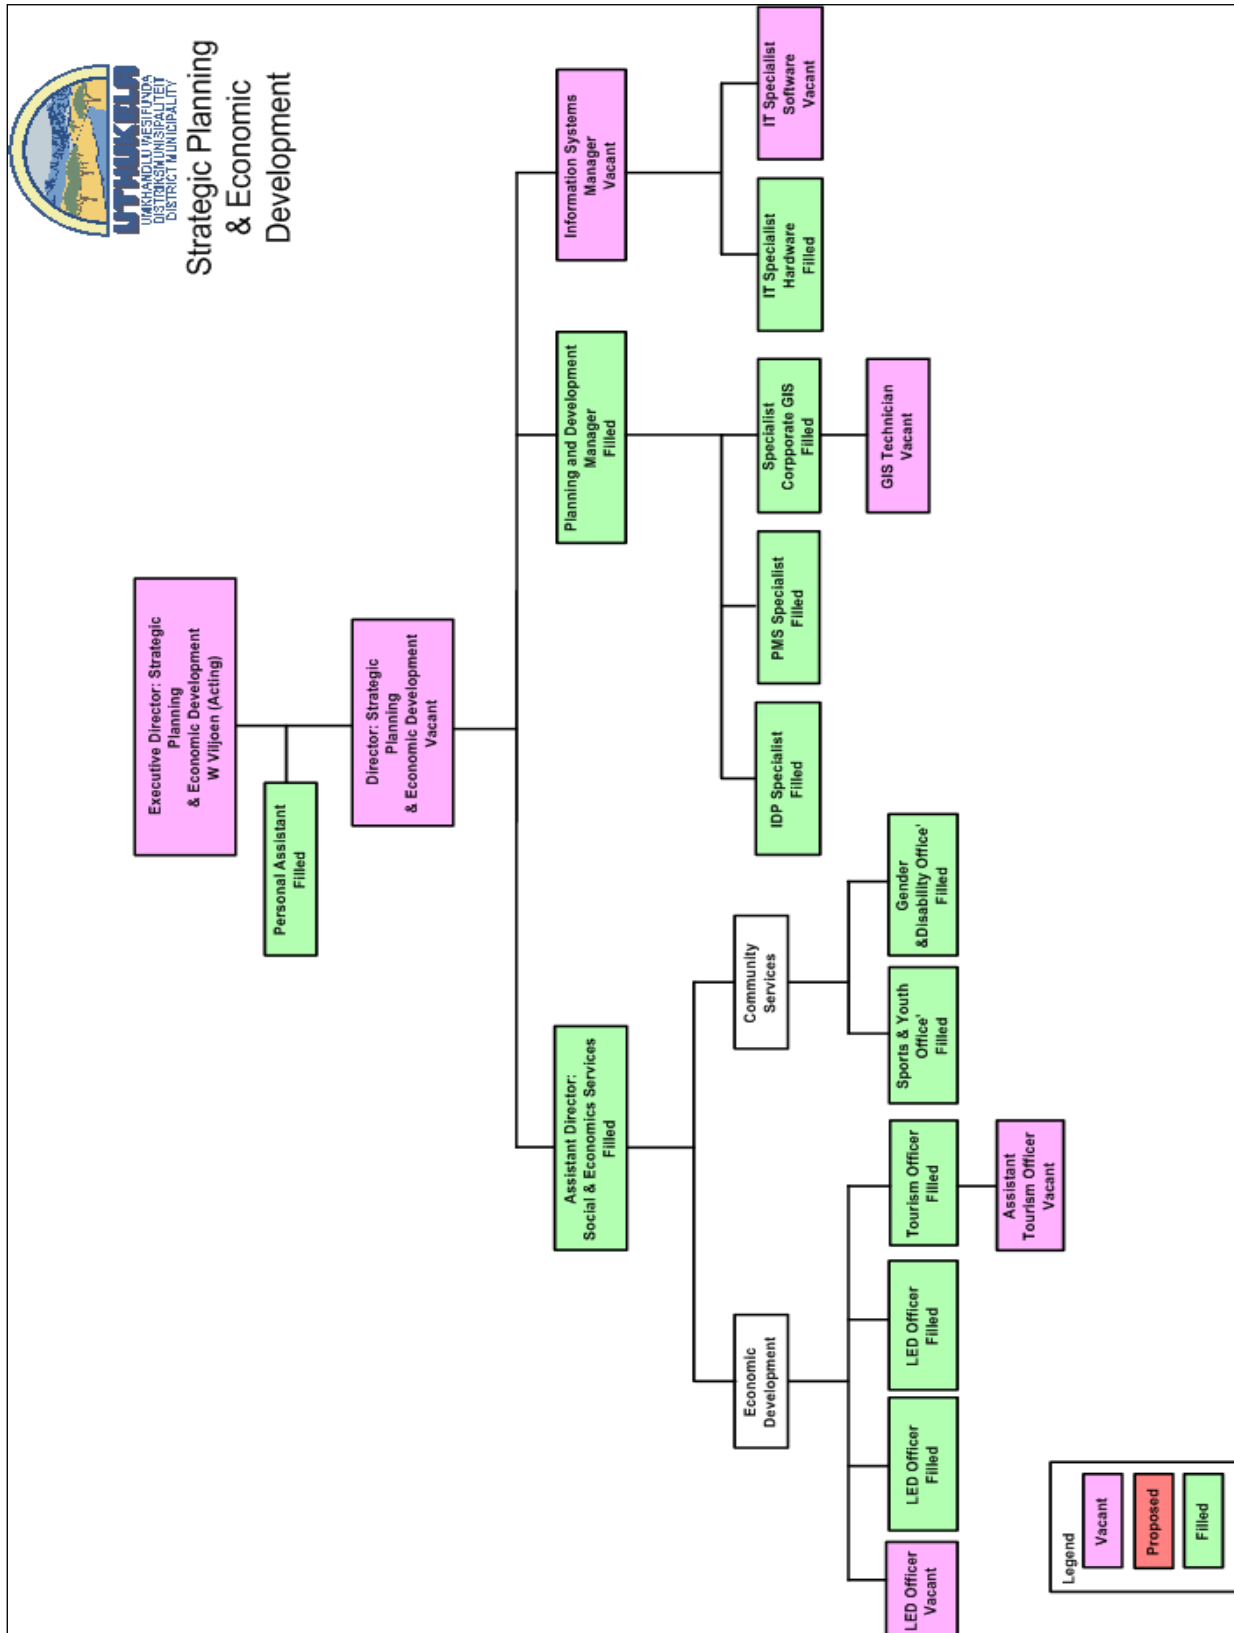 UTHUKELA
UMKHANDLU WESIFUNDA
DISTRIKSMUNISIPALITEIT
DISTRICT MUNICIPALITY
Strategic Planning
& Economic
Development
Executive Director: Strategic
Planning
& Economic Development
W Viljoen (Acting)
Personal Assistant
Filled
Director: Strategic
Planning
& Economic Development
Vacant
Assistant Director:
Social & Economics Services
Filled
Planning and Development
Manager
Filled
Information Systems
Manager
Vacant
Economic
Development
Community
Services
IDP Specialist
Filled
PMS Specialist
Filled
Specialist
Corpporate GIS
Filled
IT Specialist
Hardware
Filled
IT Specialist
Software
Vacant
LED Officer
Vacant
LED Officer
Filled
LED Officer
Filled
Tourism Officer
Filled
Sports & Youth
Office'
Filled
Gender
&Disability Office'
Filled
GIS Technician
Vacant
Assistant
Tourism Officer
Vacant
Legend
Vacant
Proposed
Filled